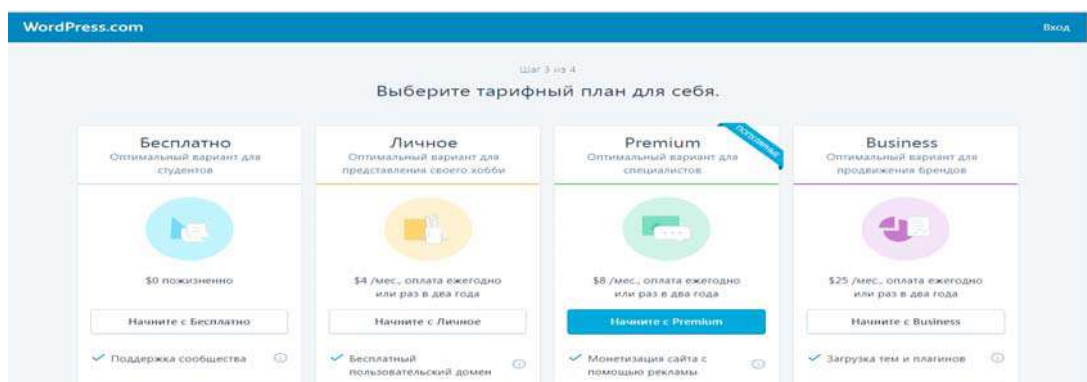 WordPress.com
Вход
Шаг 3 из 4
Выберите тарифный план для себя.
Бесплатно
Оптимальный вариант для
студентов
$0 пожизненно
Начните с Бесплатно
Поддержка сообщества
Личное
Оптимальный вариант для
представления своего хобби
$4 /мес., оплата ежегодно
или раз в два года
Начните с Личное
Бесплатный
пользовательский домен
ПОПУЛЯРНЫЕ
Premium
Оптимальный вариант для
специалистов
$8 /мес., оплата ежегодно
или раз в два года
Начните с Premium
Монетизация сайта с
помощью рекламы
Business
Оптимальный вариант для
продвижения брендов
$25 /мес., оплата ежегодно
или раз в два года
Начните с Business
Загрузка тем и плагинов